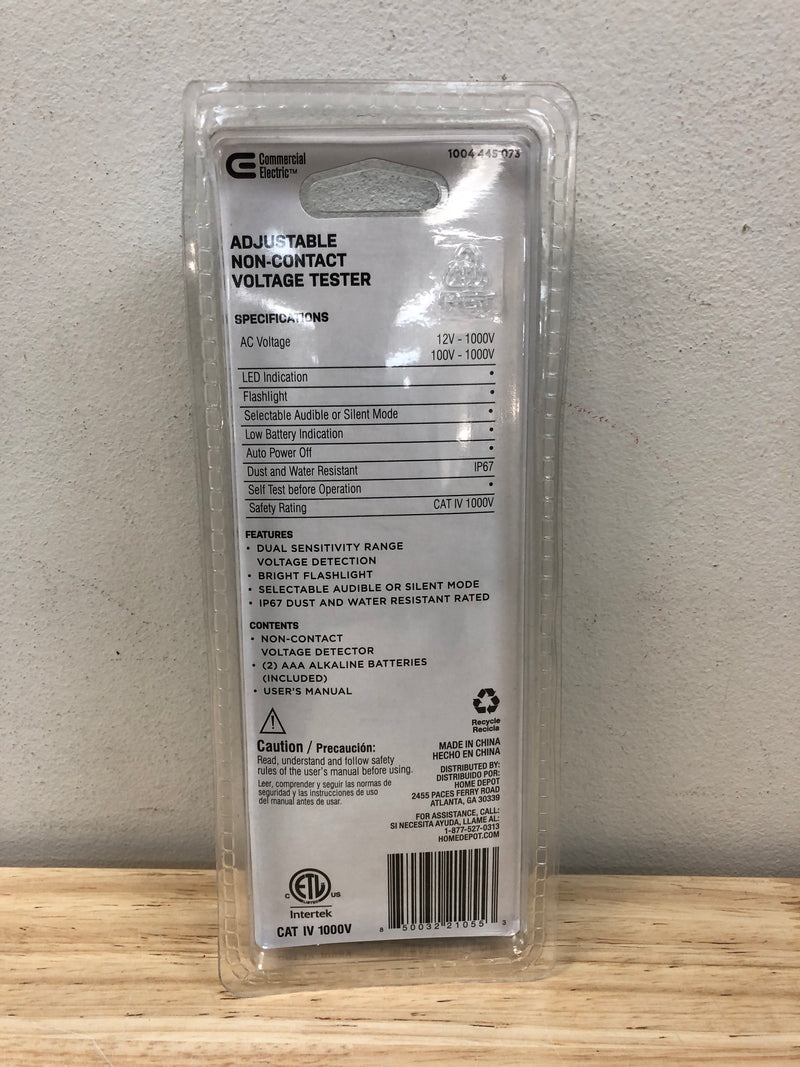 Commercial
Electric™
1004 445 073
ADJUSTABLE
NON-CONTACT
VOLTAGE TESTER
SPECIFICATIONS
AC Voltage 12V - 1000V
100V - 1000V
LED Indication •
Flashlight •
Selectable Audible or Silent Mode •
Low Battery Indication •
Auto Power Off •
Dust and Water Resistant IP67
Self Test before Operation •
Safety Rating CAT IV 1000V
FEATURES
• DUAL SENSITIVITY RANGE
VOLTAGE DETECTION
• BRIGHT FLASHLIGHT
• SELECTABLE AUDIBLE OR SILENT MODE
• IP67 DUST AND WATER RESISTANT RATED
CONTENTS
• NON-CONTACT
VOLTAGE DETECTOR
• (2) AAA ALKALINE BATTERIES
(INCLUDED)
• USER'S MANUAL
Recycle
Recicla
Caution / Precaución:
Read, understand and follow safety
rules of the user's manual before using.
Leer, comprender y seguir las normas de
seguridad y las instrucciones de uso
del manual antes de usar.
MADE IN CHINA
HECHO EN CHINA
DISTRIBUTED BY:
DISTRIBUIDO POR:
HOME DEPOT
2455 PACES FERRY ROAD
ATLANTA, GA 30339
FOR ASSISTANCE, CALL:
SI NECESITA AYUDA, LLAME AL:
1-877-527-0313
HOMEDEPOT.COM
C ETL US
LISTED
Intertek
CAT IV 1000V
8 50032 21055 3